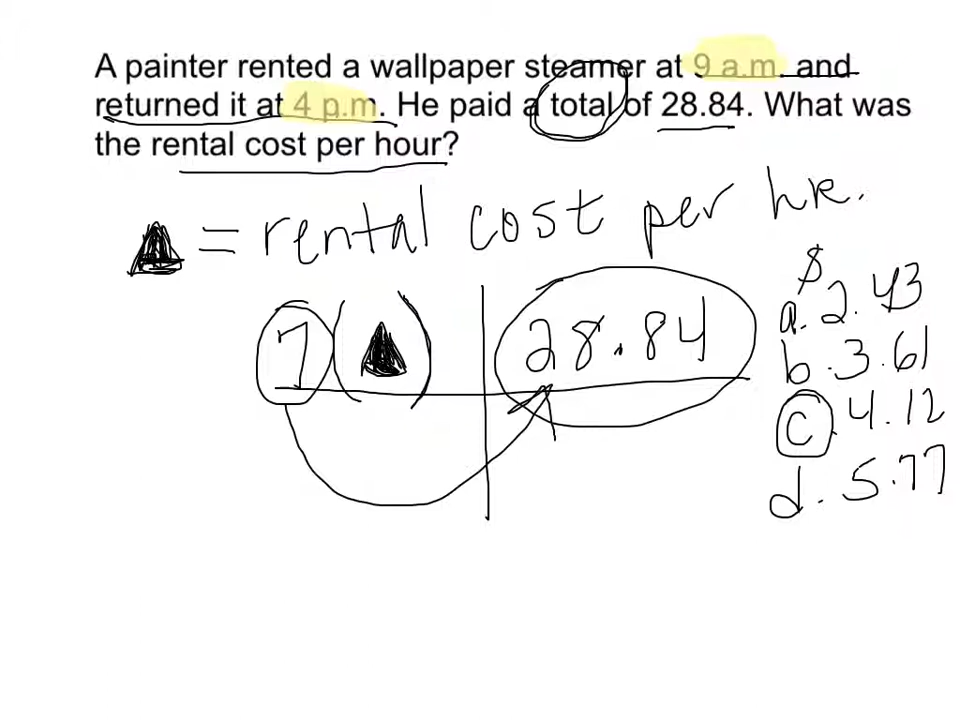 A painter rented a wallpaper steamer at 9 a.m. and
returned it at 4 p.m. He paid a total of 28.84. What was
the rental cost per hour?
▲ = rental cost per hr.
7(▲) 28.84
$
a. 2.43
b. 3.61
c. 4.12
d. 5.77